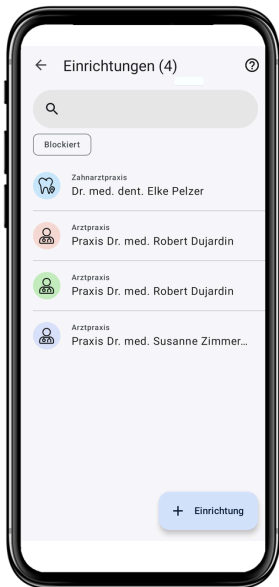 Einrichtungen (4)
Blockiert
Zahnarztpraxis
Dr. med. dent. Elke Pelzer
Arztpraxis
Praxis Dr. med. Robert Dujardin
Arztpraxis
Praxis Dr. med. Robert Dujardin
Arztpraxis
Praxis Dr. med. Susanne Zimmer...
+ Einrichtung